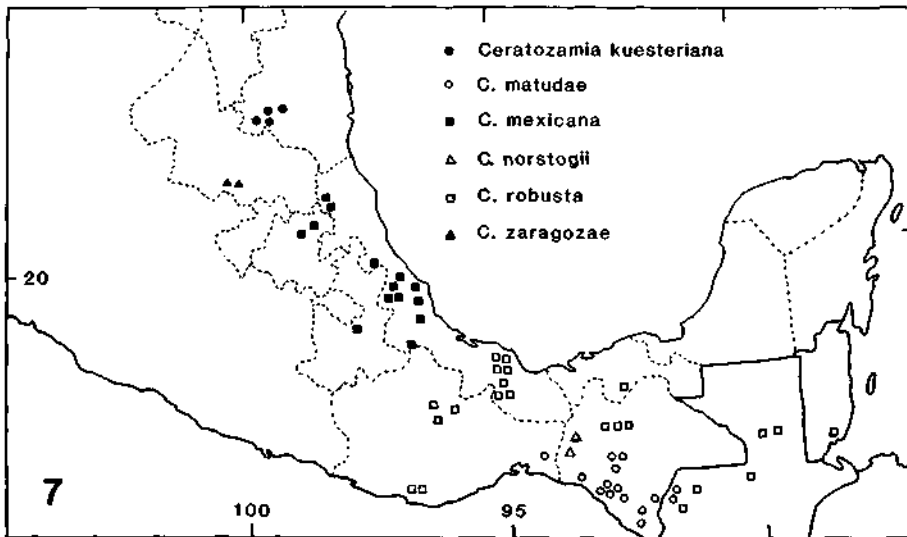 Ceratozamia kuesteriana
C. matudae
C. mexicana
C. norstogii
C. robusta
C. zaragozae
20
7
100
95